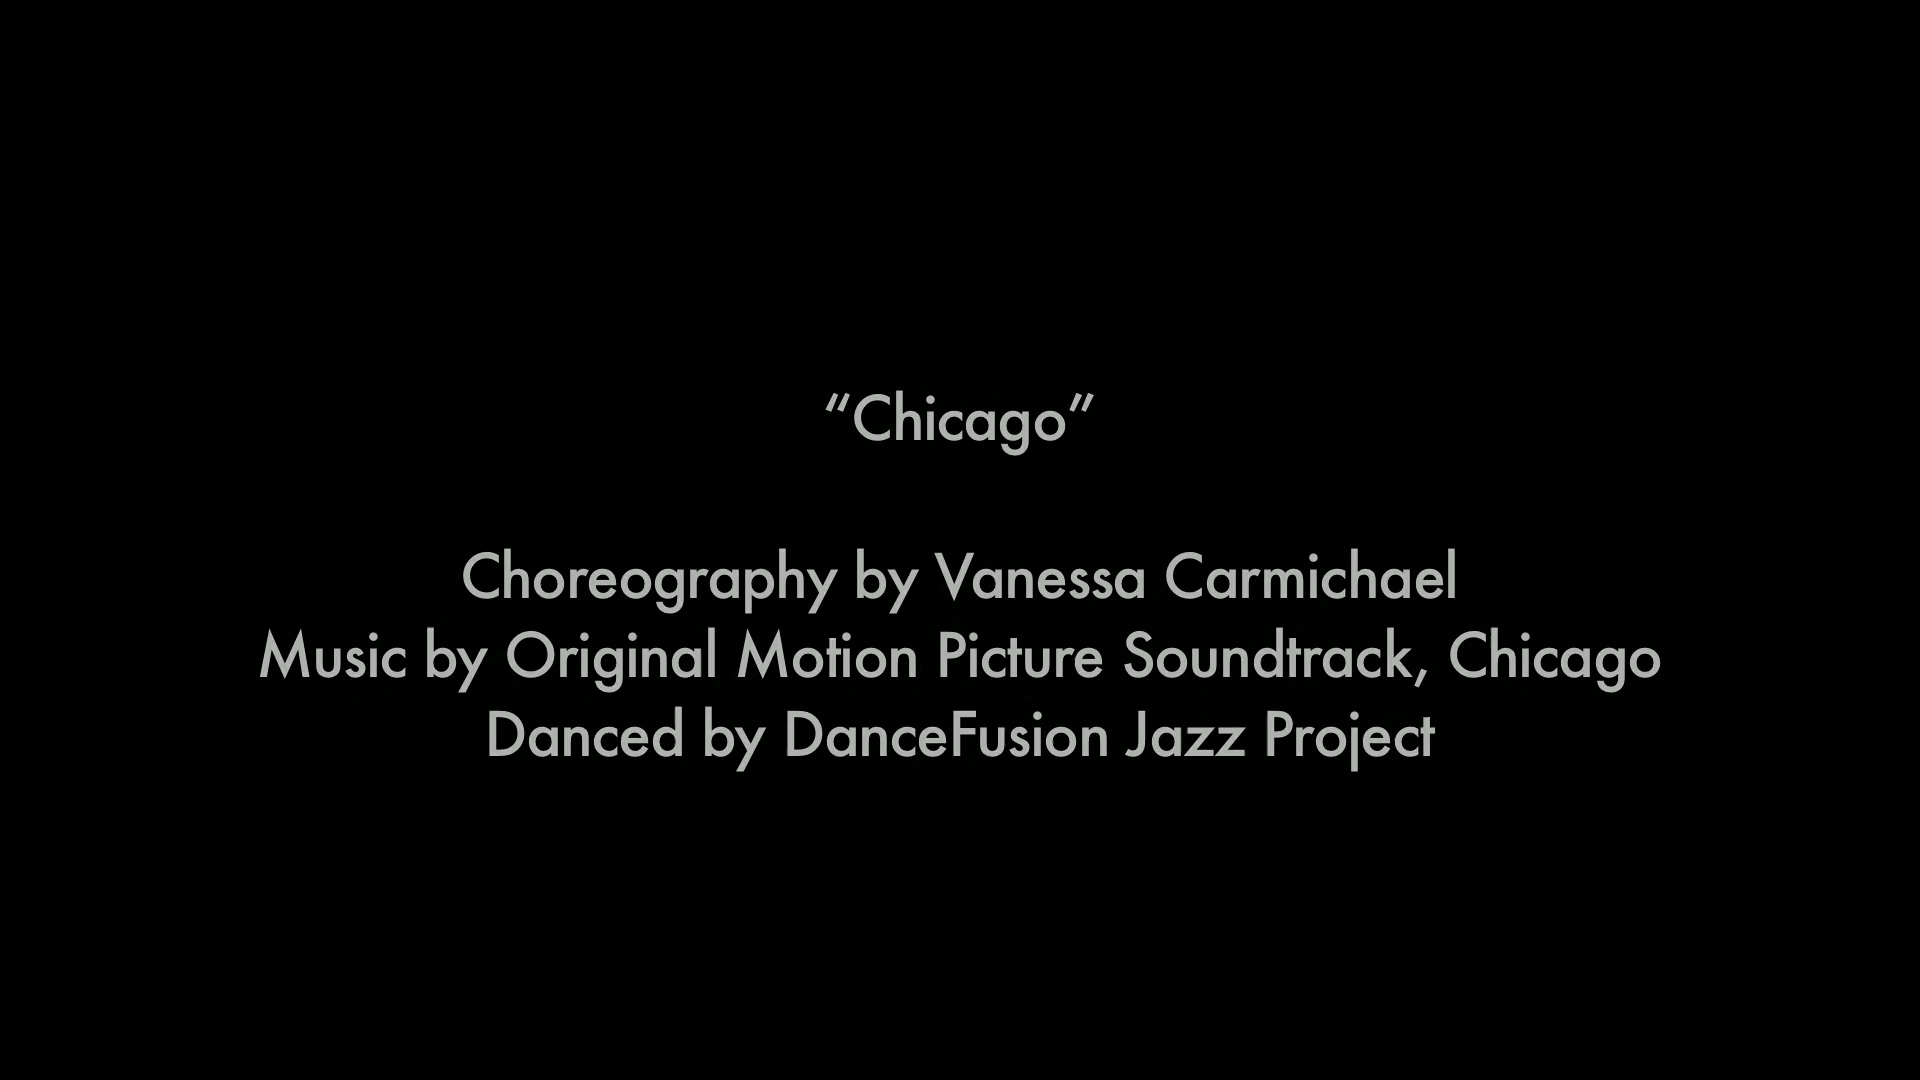 “Chicago”
Choreography by Vanessa Carmichael
Music by Original Motion Picture Soundtrack, Chicago
Danced by DanceFusion Jazz Project